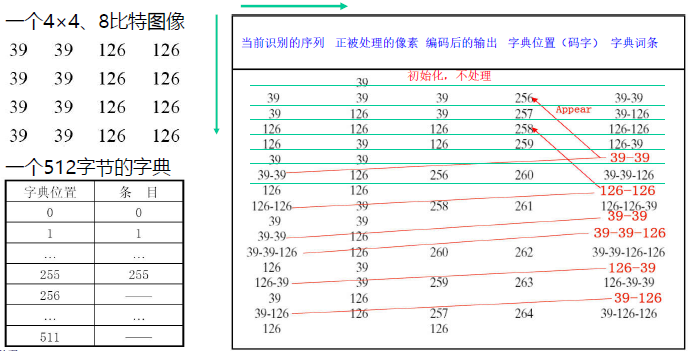 一个4×4、8比特图像
39 39 126 126
39 39 126 126
39 39 126 126
39 39 126 126
一个512字节的字典
字典位置 条 目
0 0
1 1
… …
255 255
256 ——
… …
511 ——
当前识别的序列 正被处理的像素 编码后的输出 字典位置（码字） 字典词条
初始化，不处理
39
39 39 39 256 39-39
Appear
39 126 39 257 39-126
126 126 126 258 126-126
126 39 126 259 126-39
39 39 39-39
39-39 126 256 260 39-39-126
126 126 126-126
126-126 39 258 261 126-126-39
39 39 39-39
39-39 126 39-39-126
39-39-126 126 260 262 39-39-126-126
126 39 126-39
126-39 39 259 263 126-39-39
39 126 39-126
39-126 126 257 264 39-126-126
126 126